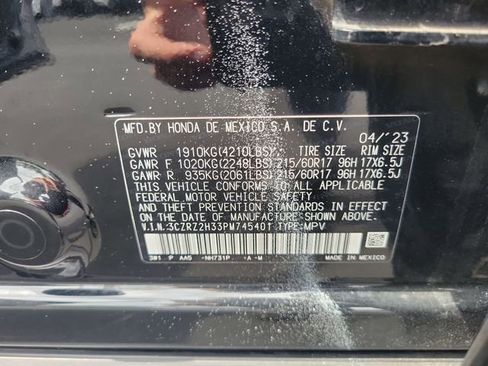 MFD.BY HONDA DE MEXICO S.A. DE C.V.
04/'23
GVWR 1910KG(4210LBS) TIRE SIZE RIM SIZE
GAWR F 1020KG(2248LBS) 215/60R17 96H 17X6.5J
GAWR R 935KG(2061LBS) 215/60R17 96H 17X6.5J
THIS VEHICLE CONFORMS TO ALL APPLICABLE
FEDERAL MOTOR VEHICLE SAFETY
AND THEFT PREVENTION STANDARDS IN EFFECT
ON THE DATE OF MANUFACTURE SHOWN ABOVE.
V.I.N.:3CZRZ2H33PM745401 TYPE:MPV
3W1 P AA5 -NH731P -A-M
MADE IN MEXICO